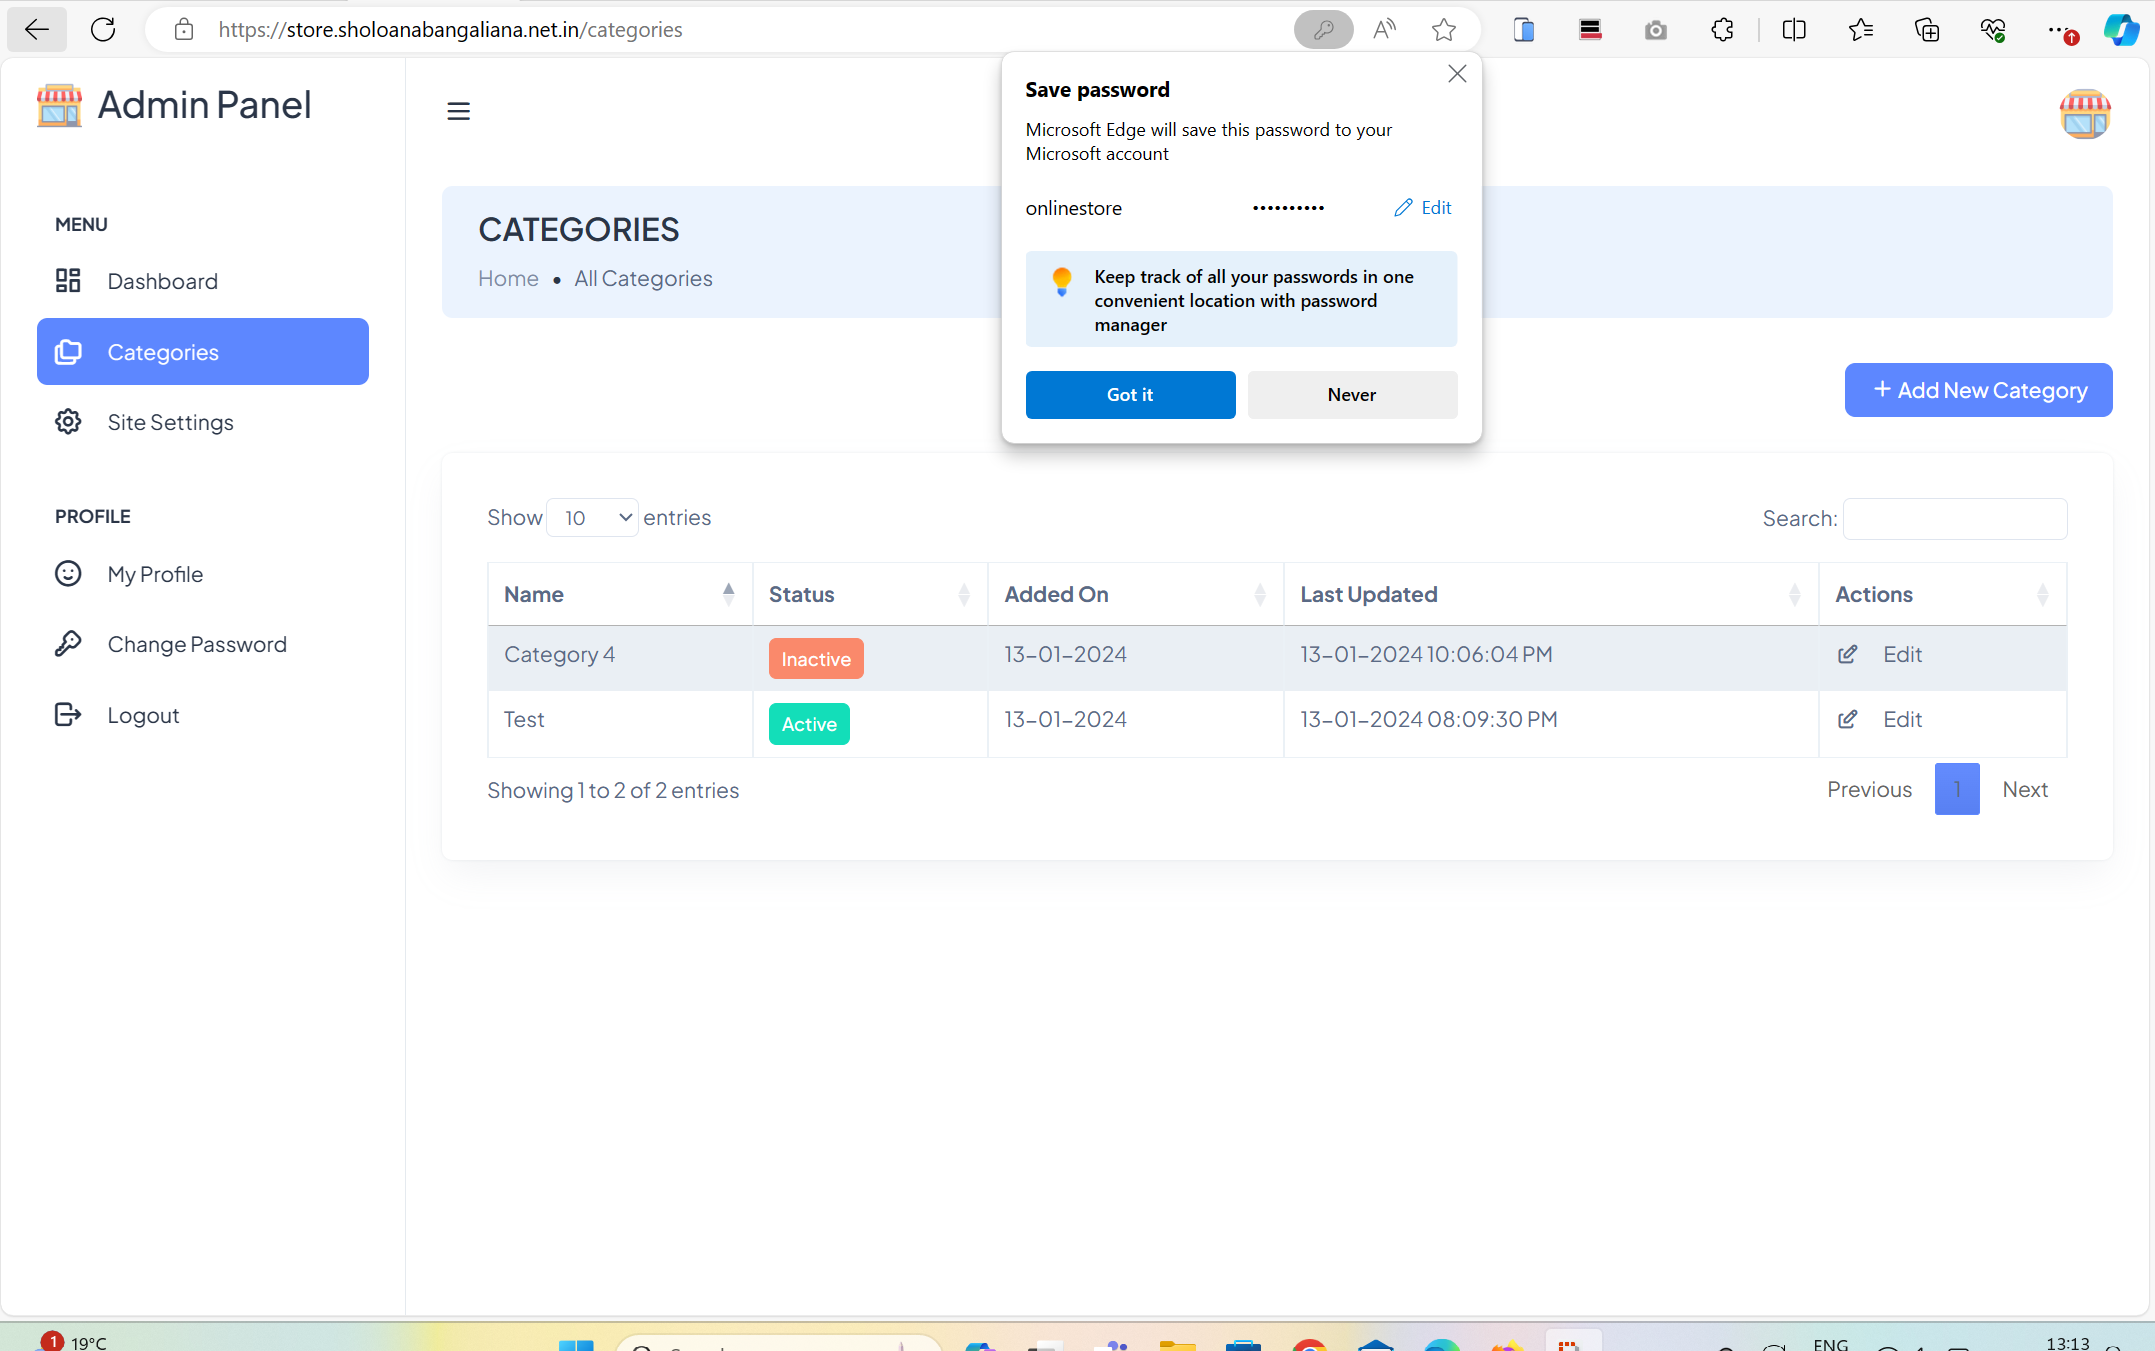 https://store.sholoanabangaliana.net.in/categories
Admin Panel
MENU
Dashboard
Categories
Site Settings
PROFILE
My Profile
Change Password
Logout
Save password
Microsoft Edge will save this password to your
Microsoft account
onlinestore •••••••••• Edit
Keep track of all your passwords in one
convenient location with password
manager
Got it Never
CATEGORIES
Home • All Categories
+ Add New Category
Show 10 entries Search:
Name Status Added On Last Updated Actions
Category 4 Inactive 13-01-2024 13-01-2024 10:06:04 PM Edit
Test Active 13-01-2024 13-01-2024 08:09:30 PM Edit
Showing 1 to 2 of 2 entries Previous 1 Next
1 19°C ENG 13:13